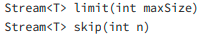 Stream<T> limit(int maxSize)
Stream<T> skip(int n)